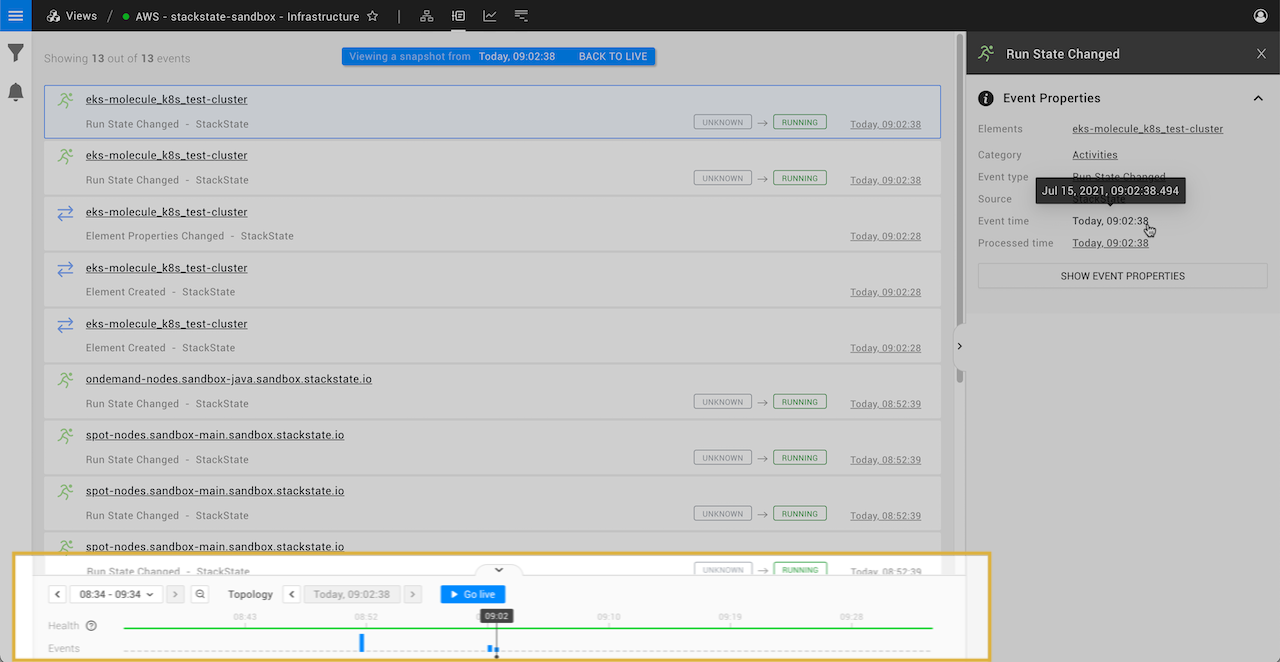 Views / AWS - stackstate-sandbox - Infrastructure
Showing 13 out of 13 events
Viewing a snapshot from Today, 09:02:38 BACK TO LIVE
eks-molecule_k8s_test-cluster
Run State Changed - StackState UNKNOWN → RUNNING Today, 09:02:38
eks-molecule_k8s_test-cluster
Run State Changed - StackState UNKNOWN → RUNNING Today, 09:02:38
eks-molecule_k8s_test-cluster
Element Properties Changed - StackState Today, 09:02:28
eks-molecule_k8s_test-cluster
Element Created - StackState Today, 09:02:28
eks-molecule_k8s_test-cluster
Element Created - StackState Today, 09:02:28
ondemand-nodes.sandbox-java.sandbox.stackstate.io
Run State Changed - StackState UNKNOWN → RUNNING Today, 08:52:39
spot-nodes.sandbox-main.sandbox.stackstate.io
Run State Changed - StackState UNKNOWN → RUNNING Today, 08:52:39
spot-nodes.sandbox-main.sandbox.stackstate.io
Run State Changed - StackState UNKNOWN → RUNNING Today, 08:52:39
spot-nodes.sandbox-main.sandbox.stackstate.io
Run State Changed - StackState UNKNOWN → RUNNING Today, 08:52:39
Run State Changed
Event Properties
Elements eks-molecule_k8s_test-cluster
Category Activities
Event type Run State Changed
Jul 15, 2021, 09:02:38.494
Source StackState
Event time Today, 09:02:38
Processed time Today, 09:02:38
SHOW EVENT PROPERTIES
08:34 - 09:34 Topology Today, 09:02:38 Go live
08:43 08:52 09:02 09:10 09:19 09:28
Health
Events